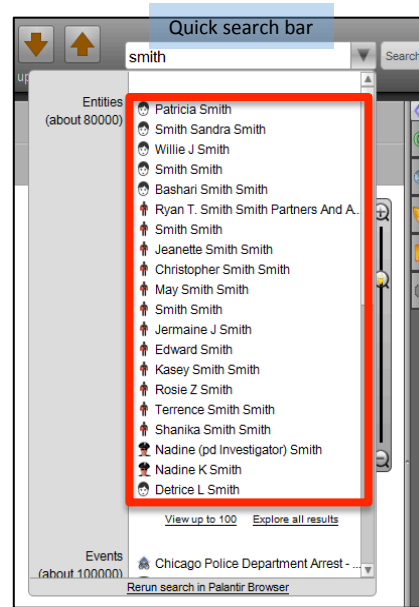 Quick search bar
smith
Search
up
Entities
(about 80000)
Patricia Smith
Smith Sandra Smith
Willie J Smith
Smith Smith
Bashari Smith Smith
Ryan T. Smith Smith Partners And A..
Smith Smith
Jeanette Smith Smith
Christopher Smith Smith
May Smith Smith
Smith Smith
Jermaine J Smith
Edward Smith
Kasey Smith Smith
Rosie Z Smith
Terrence Smith Smith
Shanika Smith Smith
Nadine (pd Investigator) Smith
Nadine K Smith
Detrice L Smith
View up to 100 Explore all results
Events
(about 100000)
Chicago Police Department Arrest - ...
Rerun search in Palantir Browser